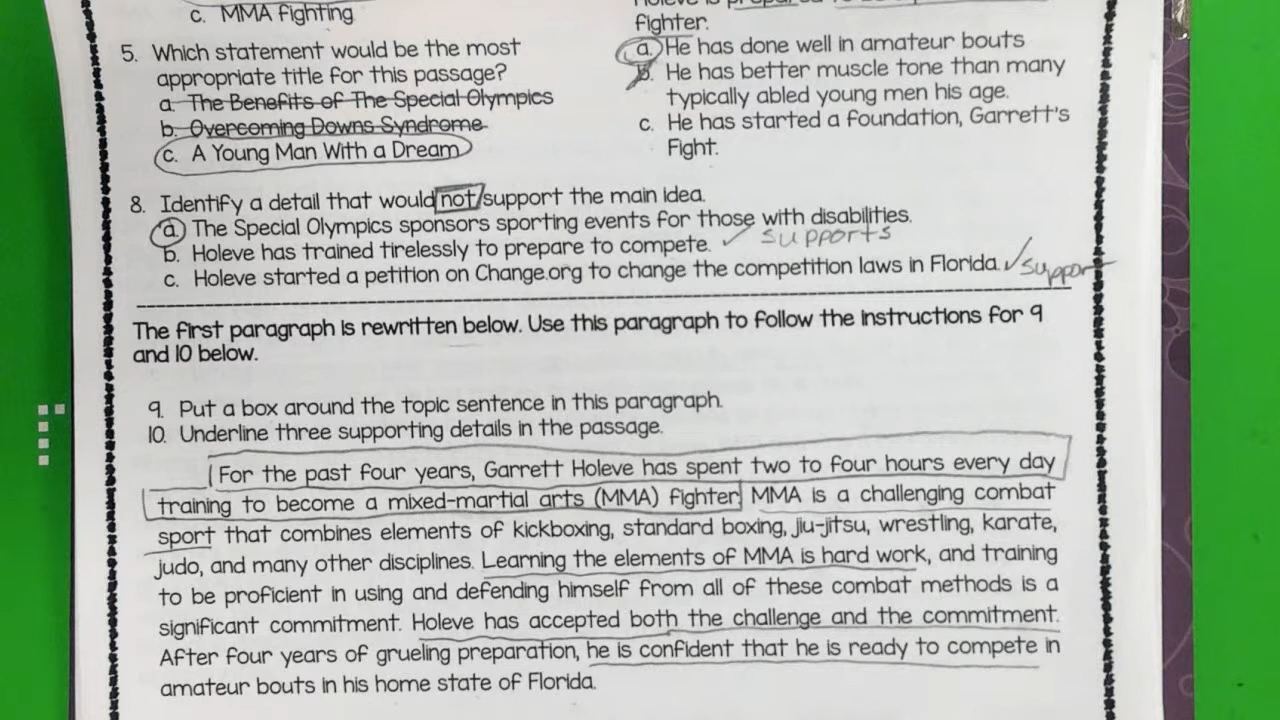 c. MMA fighting
5. Which statement would be the most
appropriate title for this passage?
a. The Benefits of The Special Olympics
b. Overcoming Downs Syndrome
c. A Young Man With a Dream
Holeve is prepared to be a
fighter.
a. He has done well in amateur bouts
b. He has better muscle tone than many
typically abled young men his age.
c. He has started a foundation, Garrett's
Fight.
8. Identify a detail that would not support the main idea.
a. The Special Olympics sponsors sporting events for those with disabilities.
b. Holeve has trained tirelessly to prepare to compete. ✓ supports
c. Holeve started a petition on Change.org to change the competition laws in Florida. ✓ support
The first paragraph is rewritten below. Use this paragraph to follow the instructions for 9
and 10 below.
9. Put a box around the topic sentence in this paragraph.
10. Underline three supporting details in the passage.
For the past four years, Garrett Holeve has spent two to four hours every day
training to become a mixed-martial arts (MMA) fighter. MMA is a challenging combat
sport that combines elements of kickboxing, standard boxing, jiu-jitsu, wrestling, karate,
judo, and many other disciplines. Learning the elements of MMA is hard work, and training
to be proficient in using and defending himself from all of these combat methods is a
significant commitment. Holeve has accepted both the challenge and the commitment.
After four years of grueling preparation, he is confident that he is ready to compete in
amateur bouts in his home state of Florida.